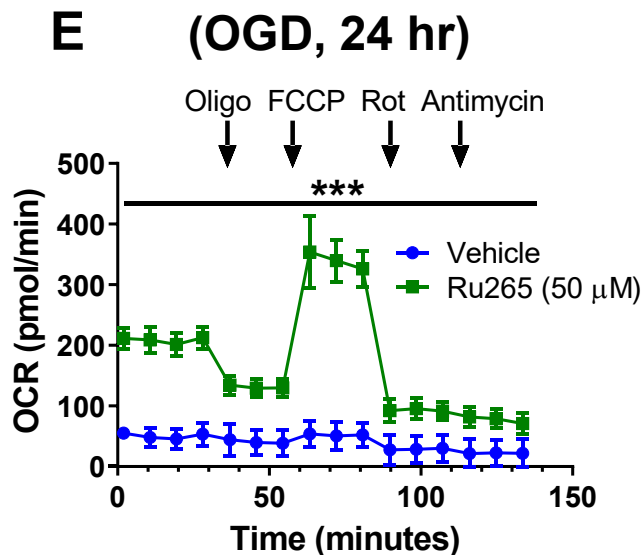 E (OGD, 24 hr)
Oligo FCCP Rot Antimycin
500
***
400
Vehicle
Ru265 (50 μM)
300
200
100
0
OCR (pmol/min)
0 50 100 150
Time (minutes)